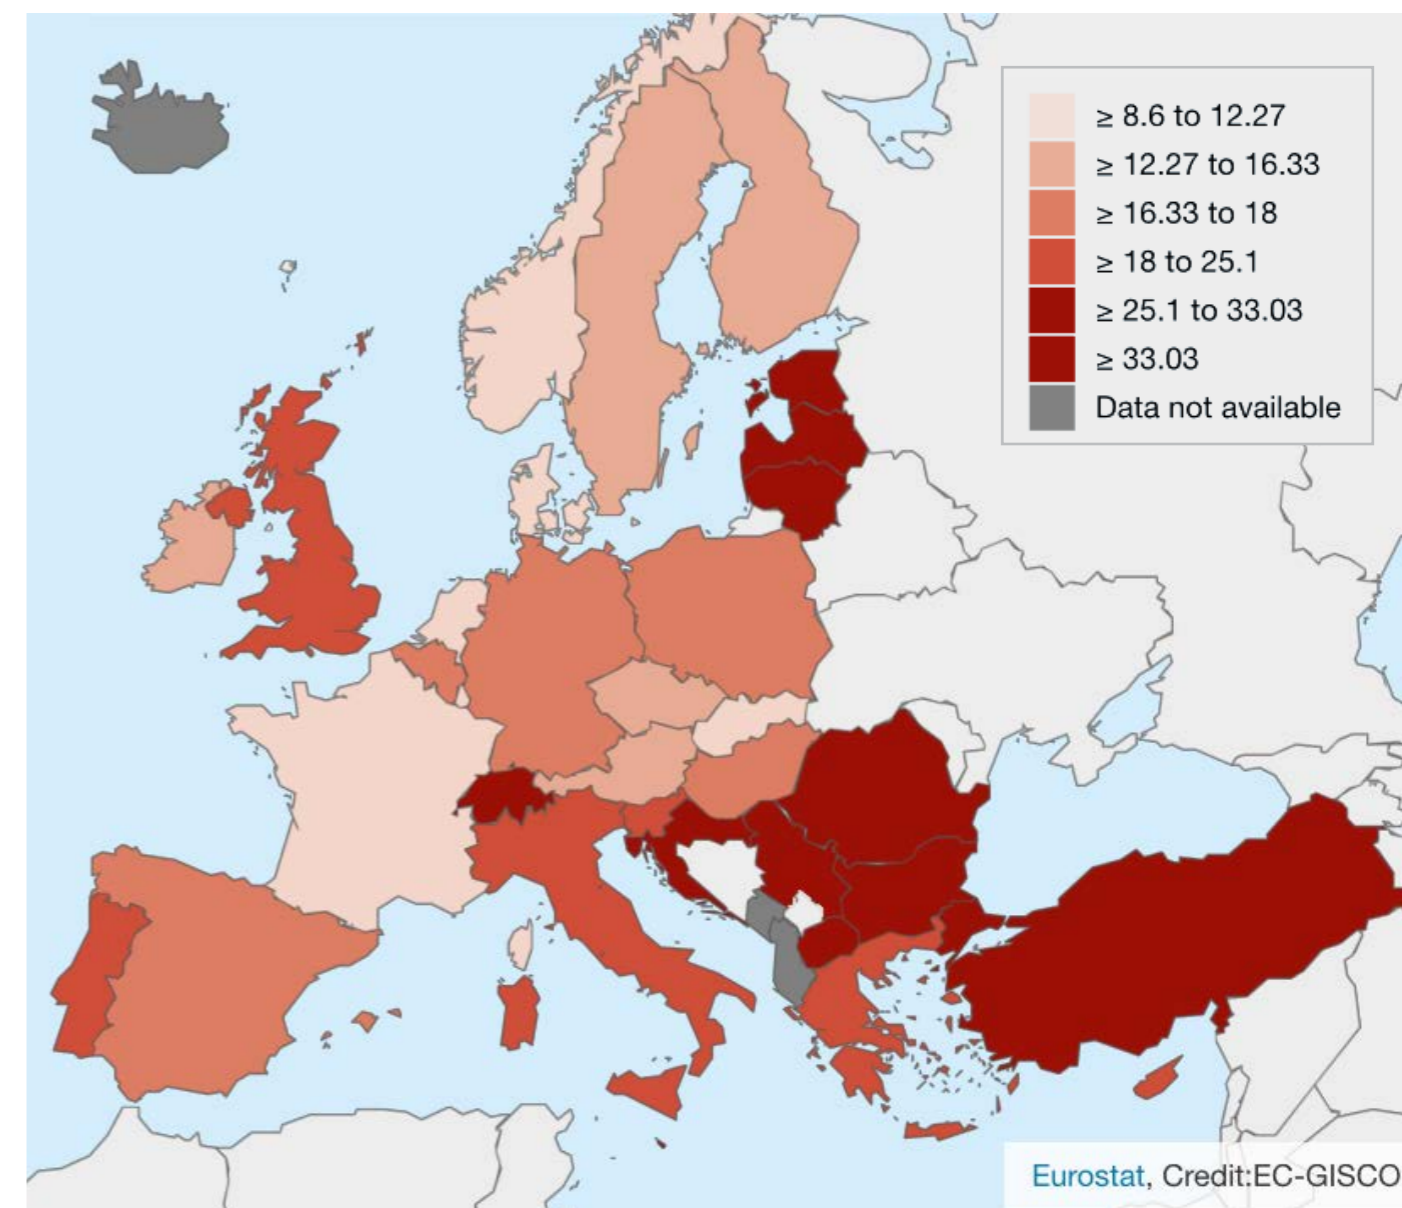 ≥ 8.6 to 12.27
≥ 12.27 to 16.33
≥ 16.33 to 18
≥ 18 to 25.1
≥ 25.1 to 33.03
≥ 33.03
Data not available
Eurostat, Credit:EC-GISCO